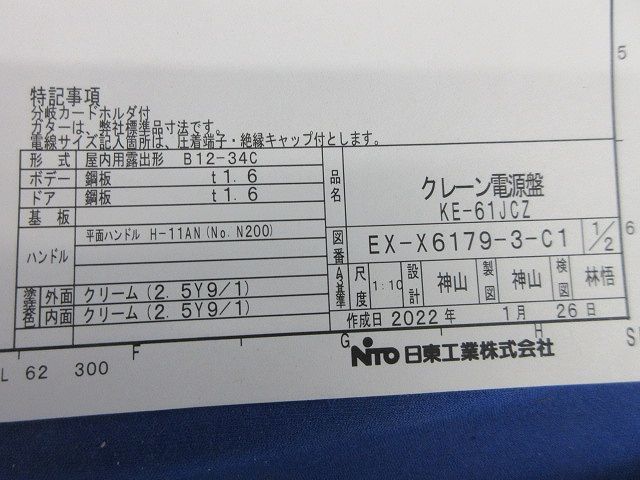 5
特記事項
分岐カードホルダ付
ガターは、弊社標準品寸法です。
電線サイズ記入箇所は、圧着端子・絶縁キャップ付とします。
形式 屋内用露出形 B12-34C
ボデー 鋼板 t1.6
ドア 鋼板 t1.6
基板
ハンドル 平面ハンドル H-11AN(No.N200)
塗装色 外面 クリーム(2.5Y9/1)
内面 クリーム(2.5Y9/1)
品名 クレーン電源盤
KE-61JCZ
図番 EX-X6179-3-C1 1/2
6
A3基準 尺度 1:10 設計 神山 製図 神山 検図 林悟
作成日 2022年 1月 26日
F G H S
L 62 300
NITO 日東工業株式会社